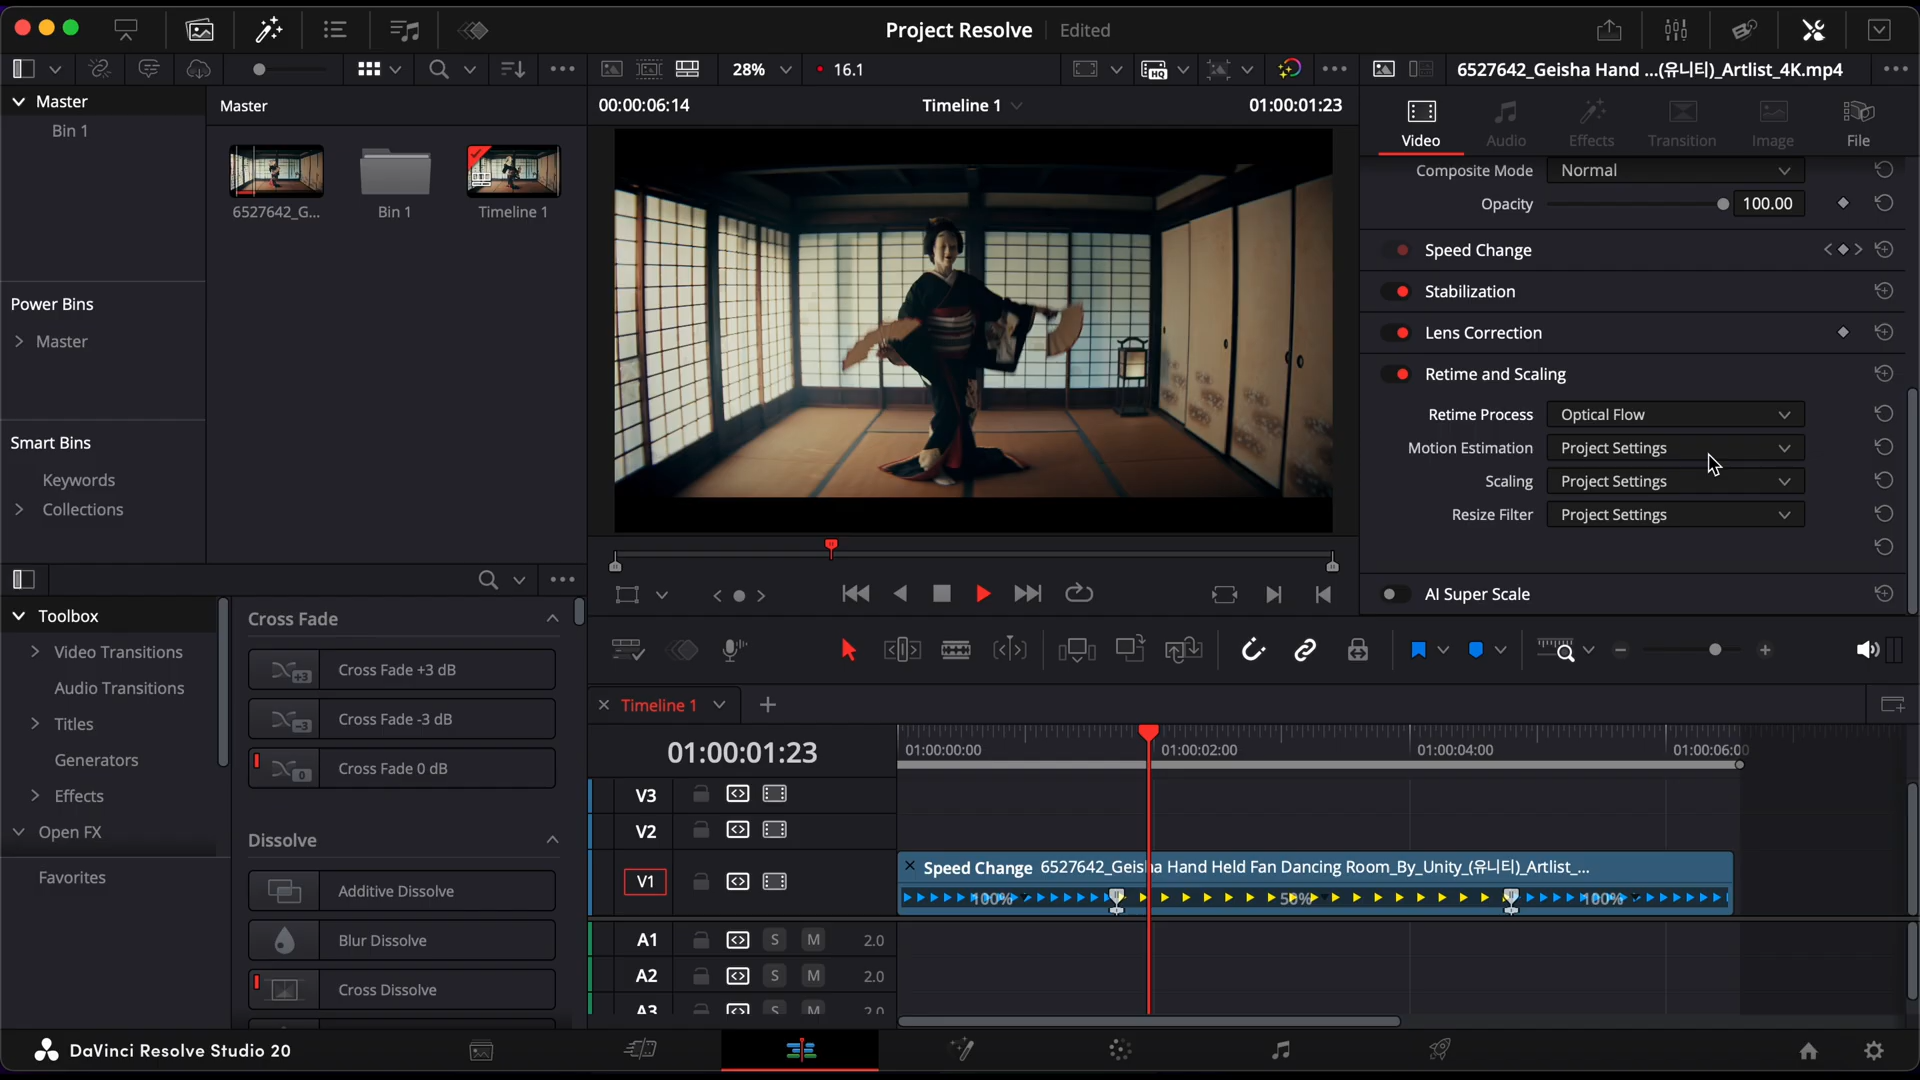 Project Resolve Edited
28% 16.1 6527642_Geisha Hand ...(유니티)_Artlist_4K.mp4
Master
Bin 1
Power Bins
Master
Smart Bins
Keywords
Collections
Master
6527642_G...
Bin 1
Timeline 1
00:00:06:14 Timeline 1 01:00:01:23
Video Audio Effects Transition Image File
Composite Mode Normal
Opacity 100.00
Speed Change
Stabilization
Lens Correction
Retime and Scaling
Retime Process Optical Flow
Motion Estimation Project Settings
Scaling Project Settings
Resize Filter Project Settings
AI Super Scale
Toolbox
Video Transitions
Audio Transitions
Titles
Generators
Effects
Open FX
Favorites
Cross Fade
+3 Cross Fade +3 dB
-3 Cross Fade -3 dB
0 Cross Fade 0 dB
Dissolve
Additive Dissolve
Blur Dissolve
Cross Dissolve
HQ
Timeline 1
01:00:01:23
01:00:00:00 01:00:02:00 01:00:04:00 01:00:06:00
V3
V2
V1
Speed Change 6527642_Geisha Hand Held Fan Dancing Room_By_Unity_(유니티)_Artlist_...
100% 50% 100%
A1 S M 2.0
A2 S M 2.0
A3 S M 2.0
DaVinci Resolve Studio 20